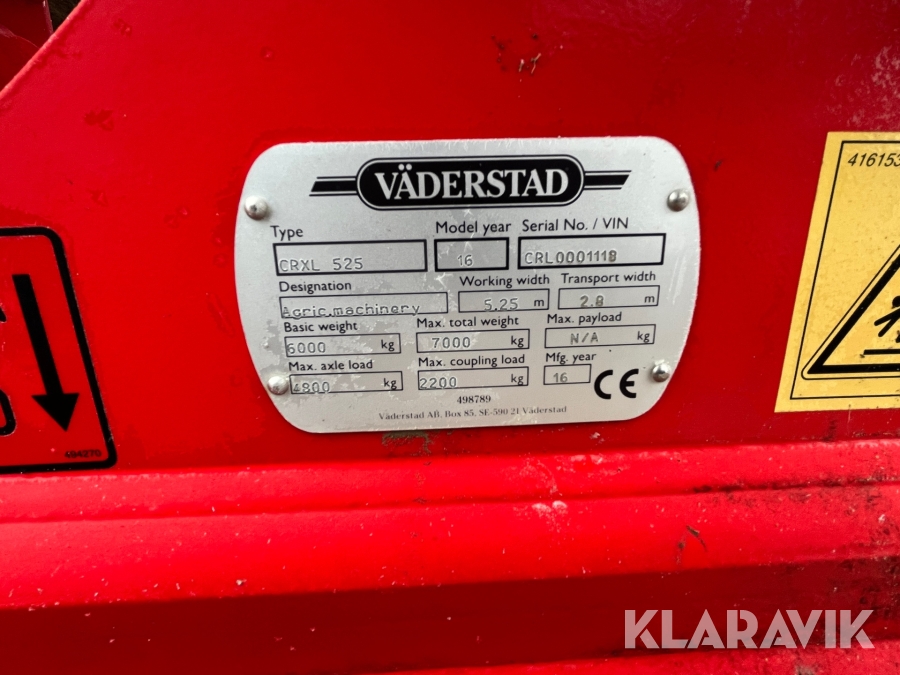 VÄDERSTAD
Type Model year Serial No. / VIN
CRXL 525 16 CRL0001118
Designation Working width Transport width
Agric.machinery 5.25 m 2.8 m
Basic weight Max. total weight Max. payload
6000 kg 7000 kg N/A kg
Max. axle load Max. coupling load Mfg. year
4800 kg 2200 kg 16 CE
498789
Väderstad AB, Box 85, SE-590 21 Väderstad
416153
484270
KLARAVIK